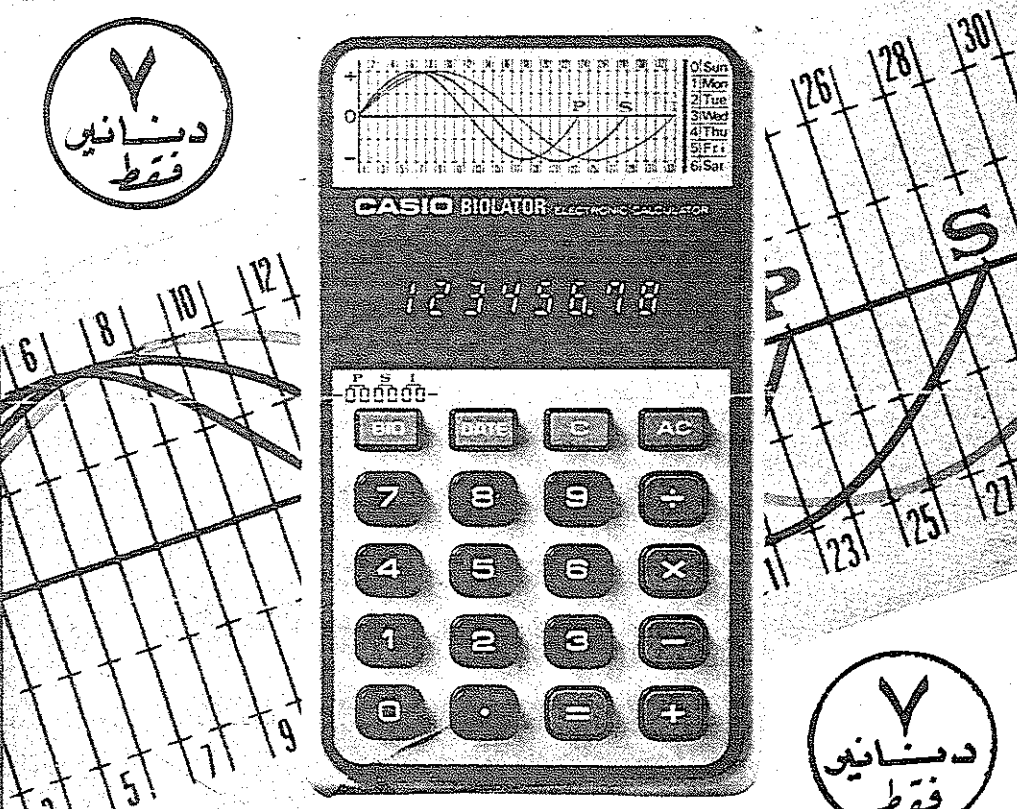 ٧
دنانير
فقط
0 Sun
1 Mon
2 Tue
3 Wed
4 Thu
5 Fri
6 Sat
+
0
−
P S
CASIO BIOLATOR ELECTRONIC CALCULATOR
12345678
P S I
BIO DATE C AC
7 8 9 ÷
4 5 6 ×
1 2 3 −
0 . = +
6 8 10 12
5 7 9
26 28 30
P S
23 25 27
٧
دنانير
فقط